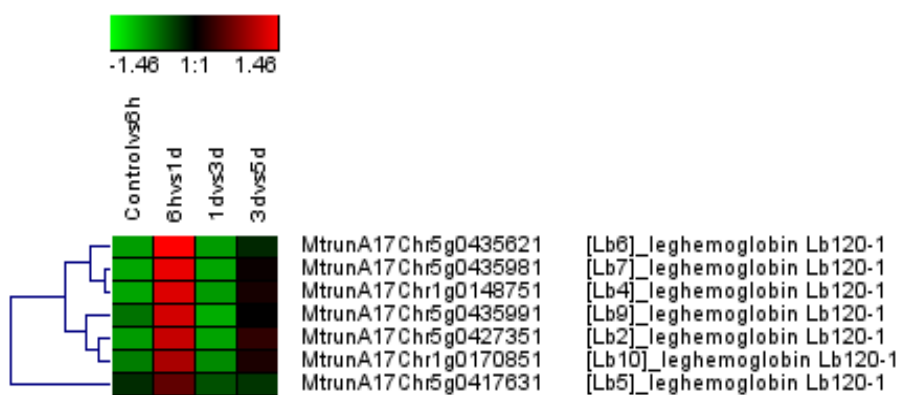 -1.46 1:1 1.46
Controlvs6h
6hvs1d
1dvs3d
3dvs5d
MtrunA17Chr5g0435621 [Lb6]_leghemoglobin Lb120-1
MtrunA17Chr5g0435981 [Lb7]_leghemoglobin Lb120-1
MtrunA17Chr1g0148751 [Lb4]_leghemoglobin Lb120-1
MtrunA17Chr5g0435991 [Lb9]_leghemoglobin Lb120-1
MtrunA17Chr5g0427351 [Lb2]_leghemoglobin Lb120-1
MtrunA17Chr1g0170851 [Lb10]_leghemoglobin Lb120-1
MtrunA17Chr5g0417631 [Lb5]_leghemoglobin Lb120-1